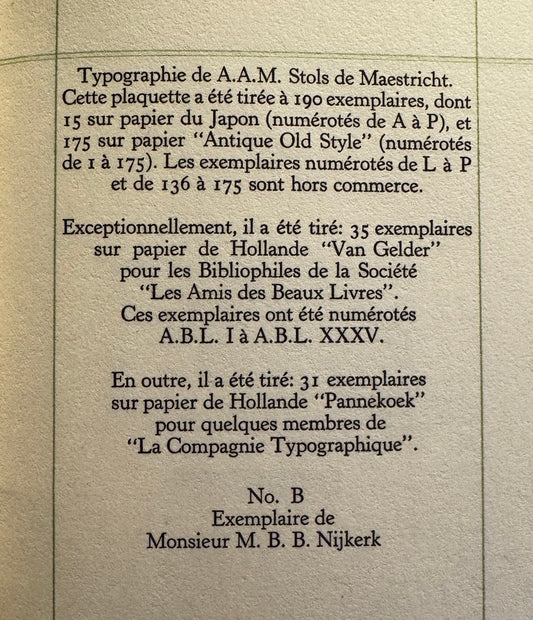 Typographie de A.A.M. Stols de Maestricht.
Cette plaquette a été tirée à 190 exemplaires, dont
15 sur papier du Japon (numérotés de A à P), et
175 sur papier “Antique Old Style” (numérotés
de 1 à 175). Les exemplaires numérotés de L à P
et de 136 à 175 sont hors commerce.
Exceptionnellement, il a été tiré: 35 exemplaires
sur papier de Hollande “Van Gelder”
pour les Bibliophiles de la Société
“Les Amis des Beaux Livres”.
Ces exemplaires ont été numérotés
A.B.L. I à A.B.L. XXXV.
En outre, il a été tiré: 31 exemplaires
sur papier de Hollande “Pannekoek”
pour quelques membres de
“La Compagnie Typographique”.
No. B
Exemplaire de
Monsieur M. B. B. Nijkerk